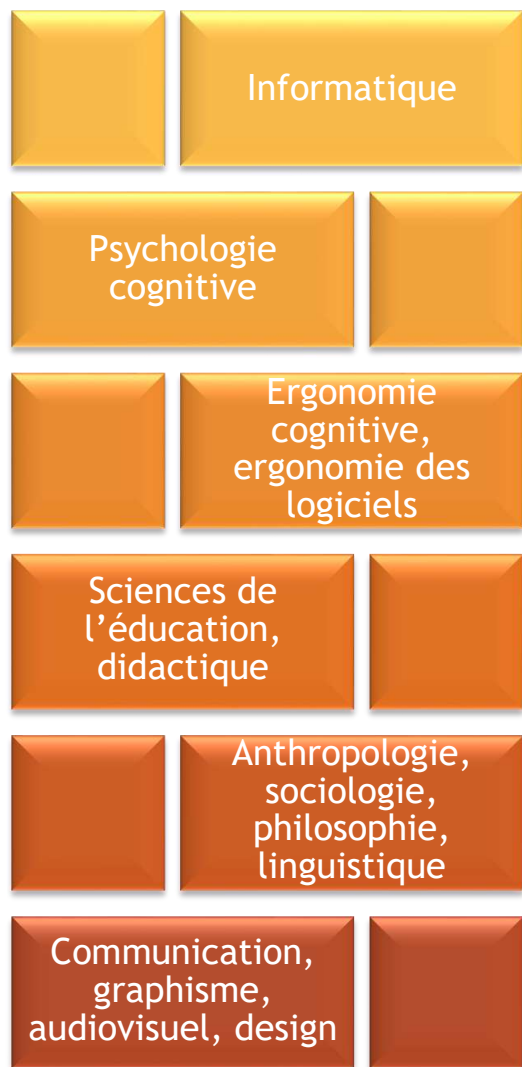 Informatique
Psychologie
cognitive
Ergonomie
cognitive,
ergonomie des
logiciels
Sciences de
l’éducation,
didactique
Anthropologie,
sociologie,
philosophie,
linguistique
Communication,
graphisme,
audiovisuel, design